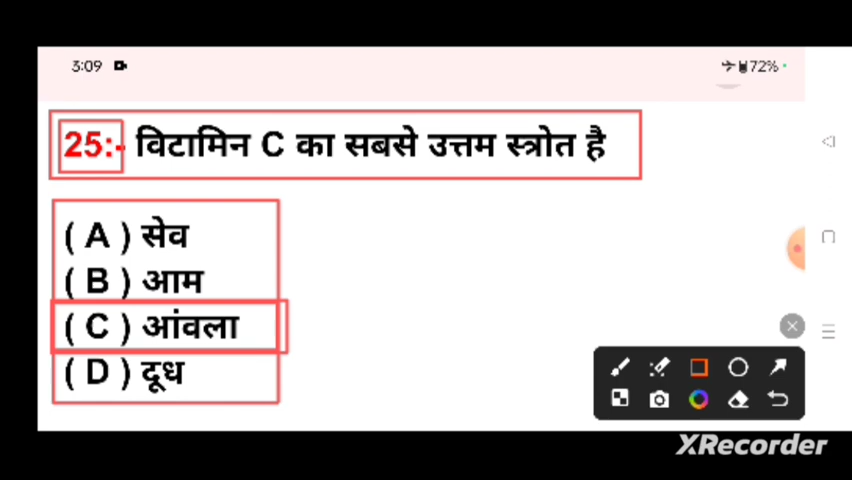 3:09 72%
25:- विटामिन C का सबसे उत्तम स्त्रोत है
( A ) सेव
( B ) आम
( C ) आंवला
( D ) दूध
XRecorder